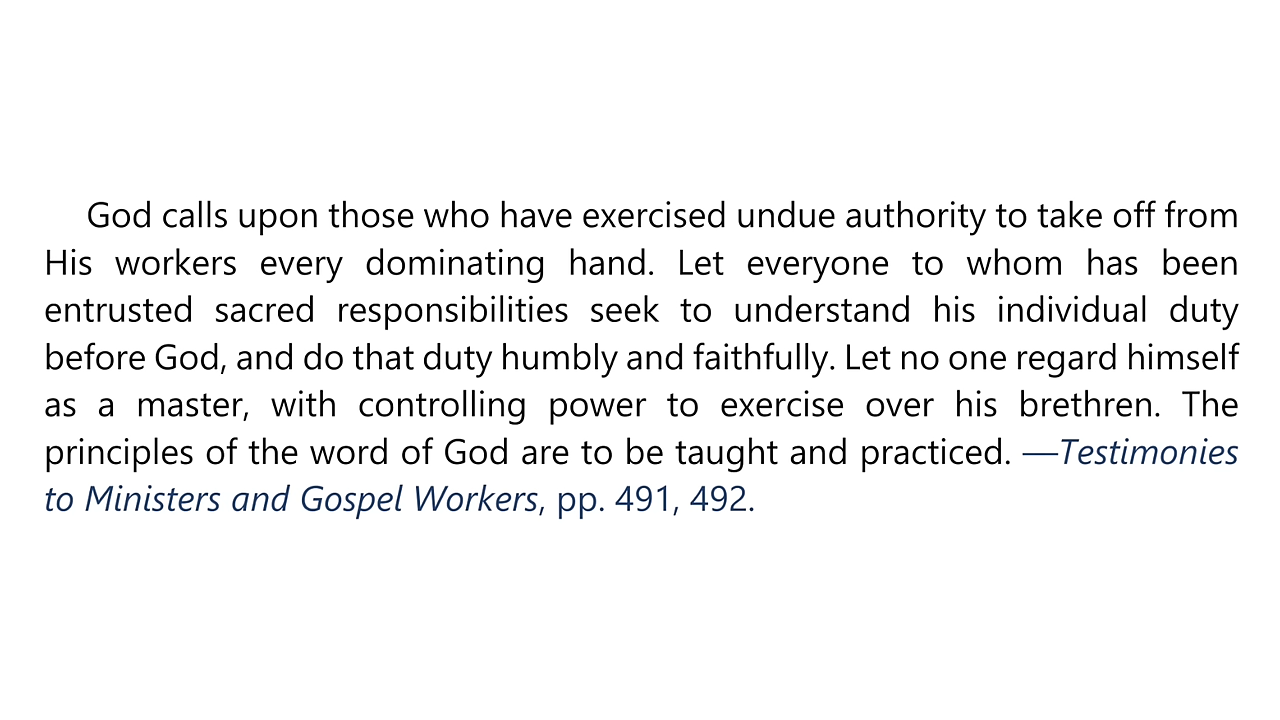 God calls upon those who have exercised undue authority to take off from
His workers every dominating hand. Let everyone to whom has been
entrusted sacred responsibilities seek to understand his individual duty
before God, and do that duty humbly and faithfully. Let no one regard himself
as a master, with controlling power to exercise over his brethren. The
principles of the word of God are to be taught and practiced. —Testimonies
to Ministers and Gospel Workers, pp. 491, 492.